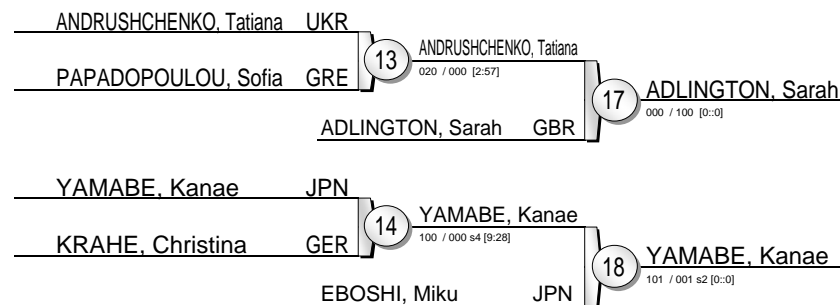 ANDRUSHCHENKO, Tatiana UKR
13
ANDRUSHCHENKO, Tatiana
020 / 000 [2:57]
PAPADOPOULOU, Sofia GRE
17
ADLINGTON, Sarah
000 / 100 [0::0]
ADLINGTON, Sarah GBR
YAMABE, Kanae JPN
14
YAMABE, Kanae
100 / 000 s4 [9:28]
KRAHE, Christina GER
18
YAMABE, Kanae
101 / 001 s2 [0::0]
EBOSHI, Miku JPN